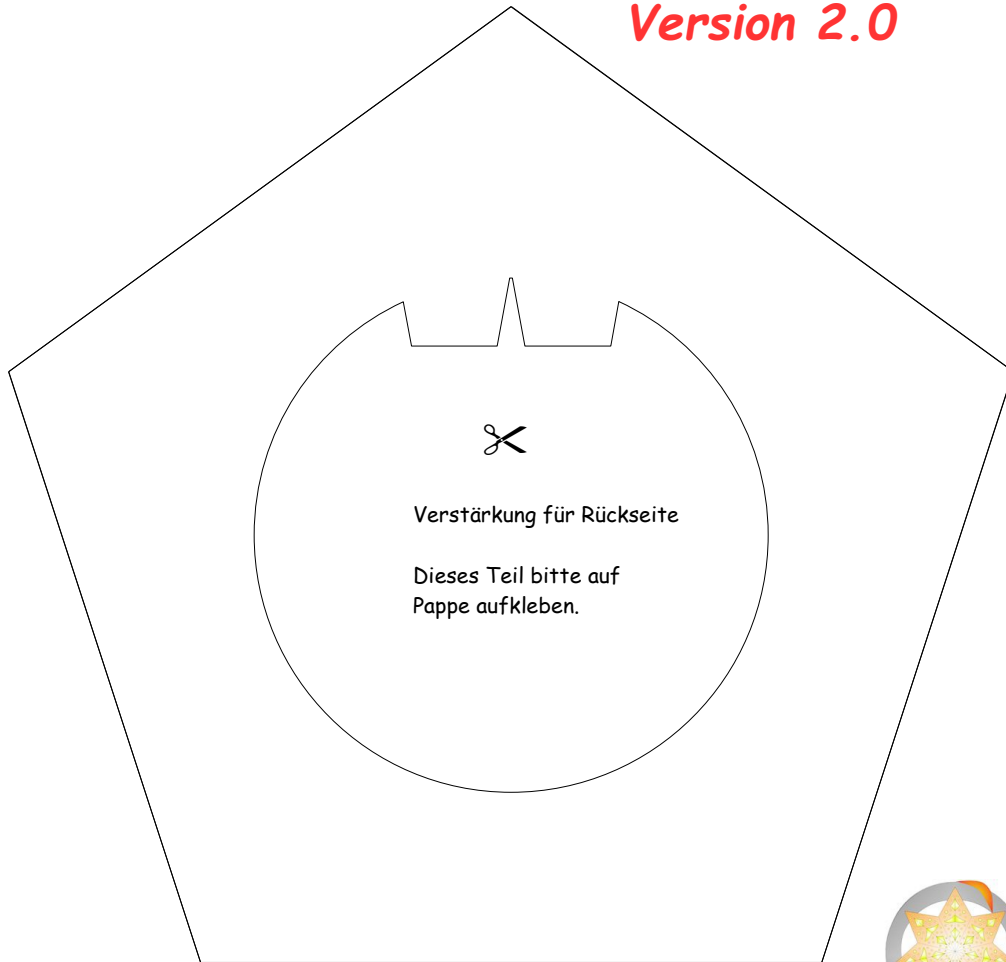 Version 2.0
Verstärkung für Rückseite
Dieses Teil bitte auf
Pappe aufkleben.